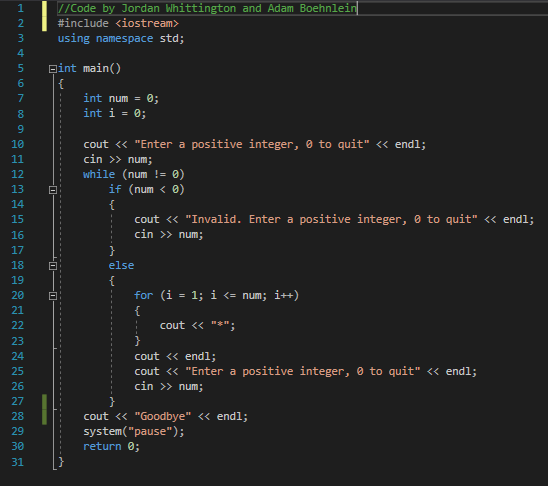 1 //Code by Jordan Whittington and Adam Boehnlein
2 #include <iostream>
3 using namespace std;
4
5 int main()
6 {
7 int num = 0;
8 int i = 0;
9
10 cout << "Enter a positive integer, 0 to quit" << endl;
11 cin >> num;
12 while (num != 0)
13 if (num < 0)
14 {
15 cout << "Invalid. Enter a positive integer, 0 to quit" << endl;
16 cin >> num;
17 }
18 else
19 {
20 for (i = 1; i <= num; i++)
21 {
22 cout << "*";
23 }
24 cout << endl;
25 cout << "Enter a positive integer, 0 to quit" << endl;
26 cin >> num;
27 }
28 cout << "Goodbye" << endl;
29 system("pause");
30 return 0;
31 }